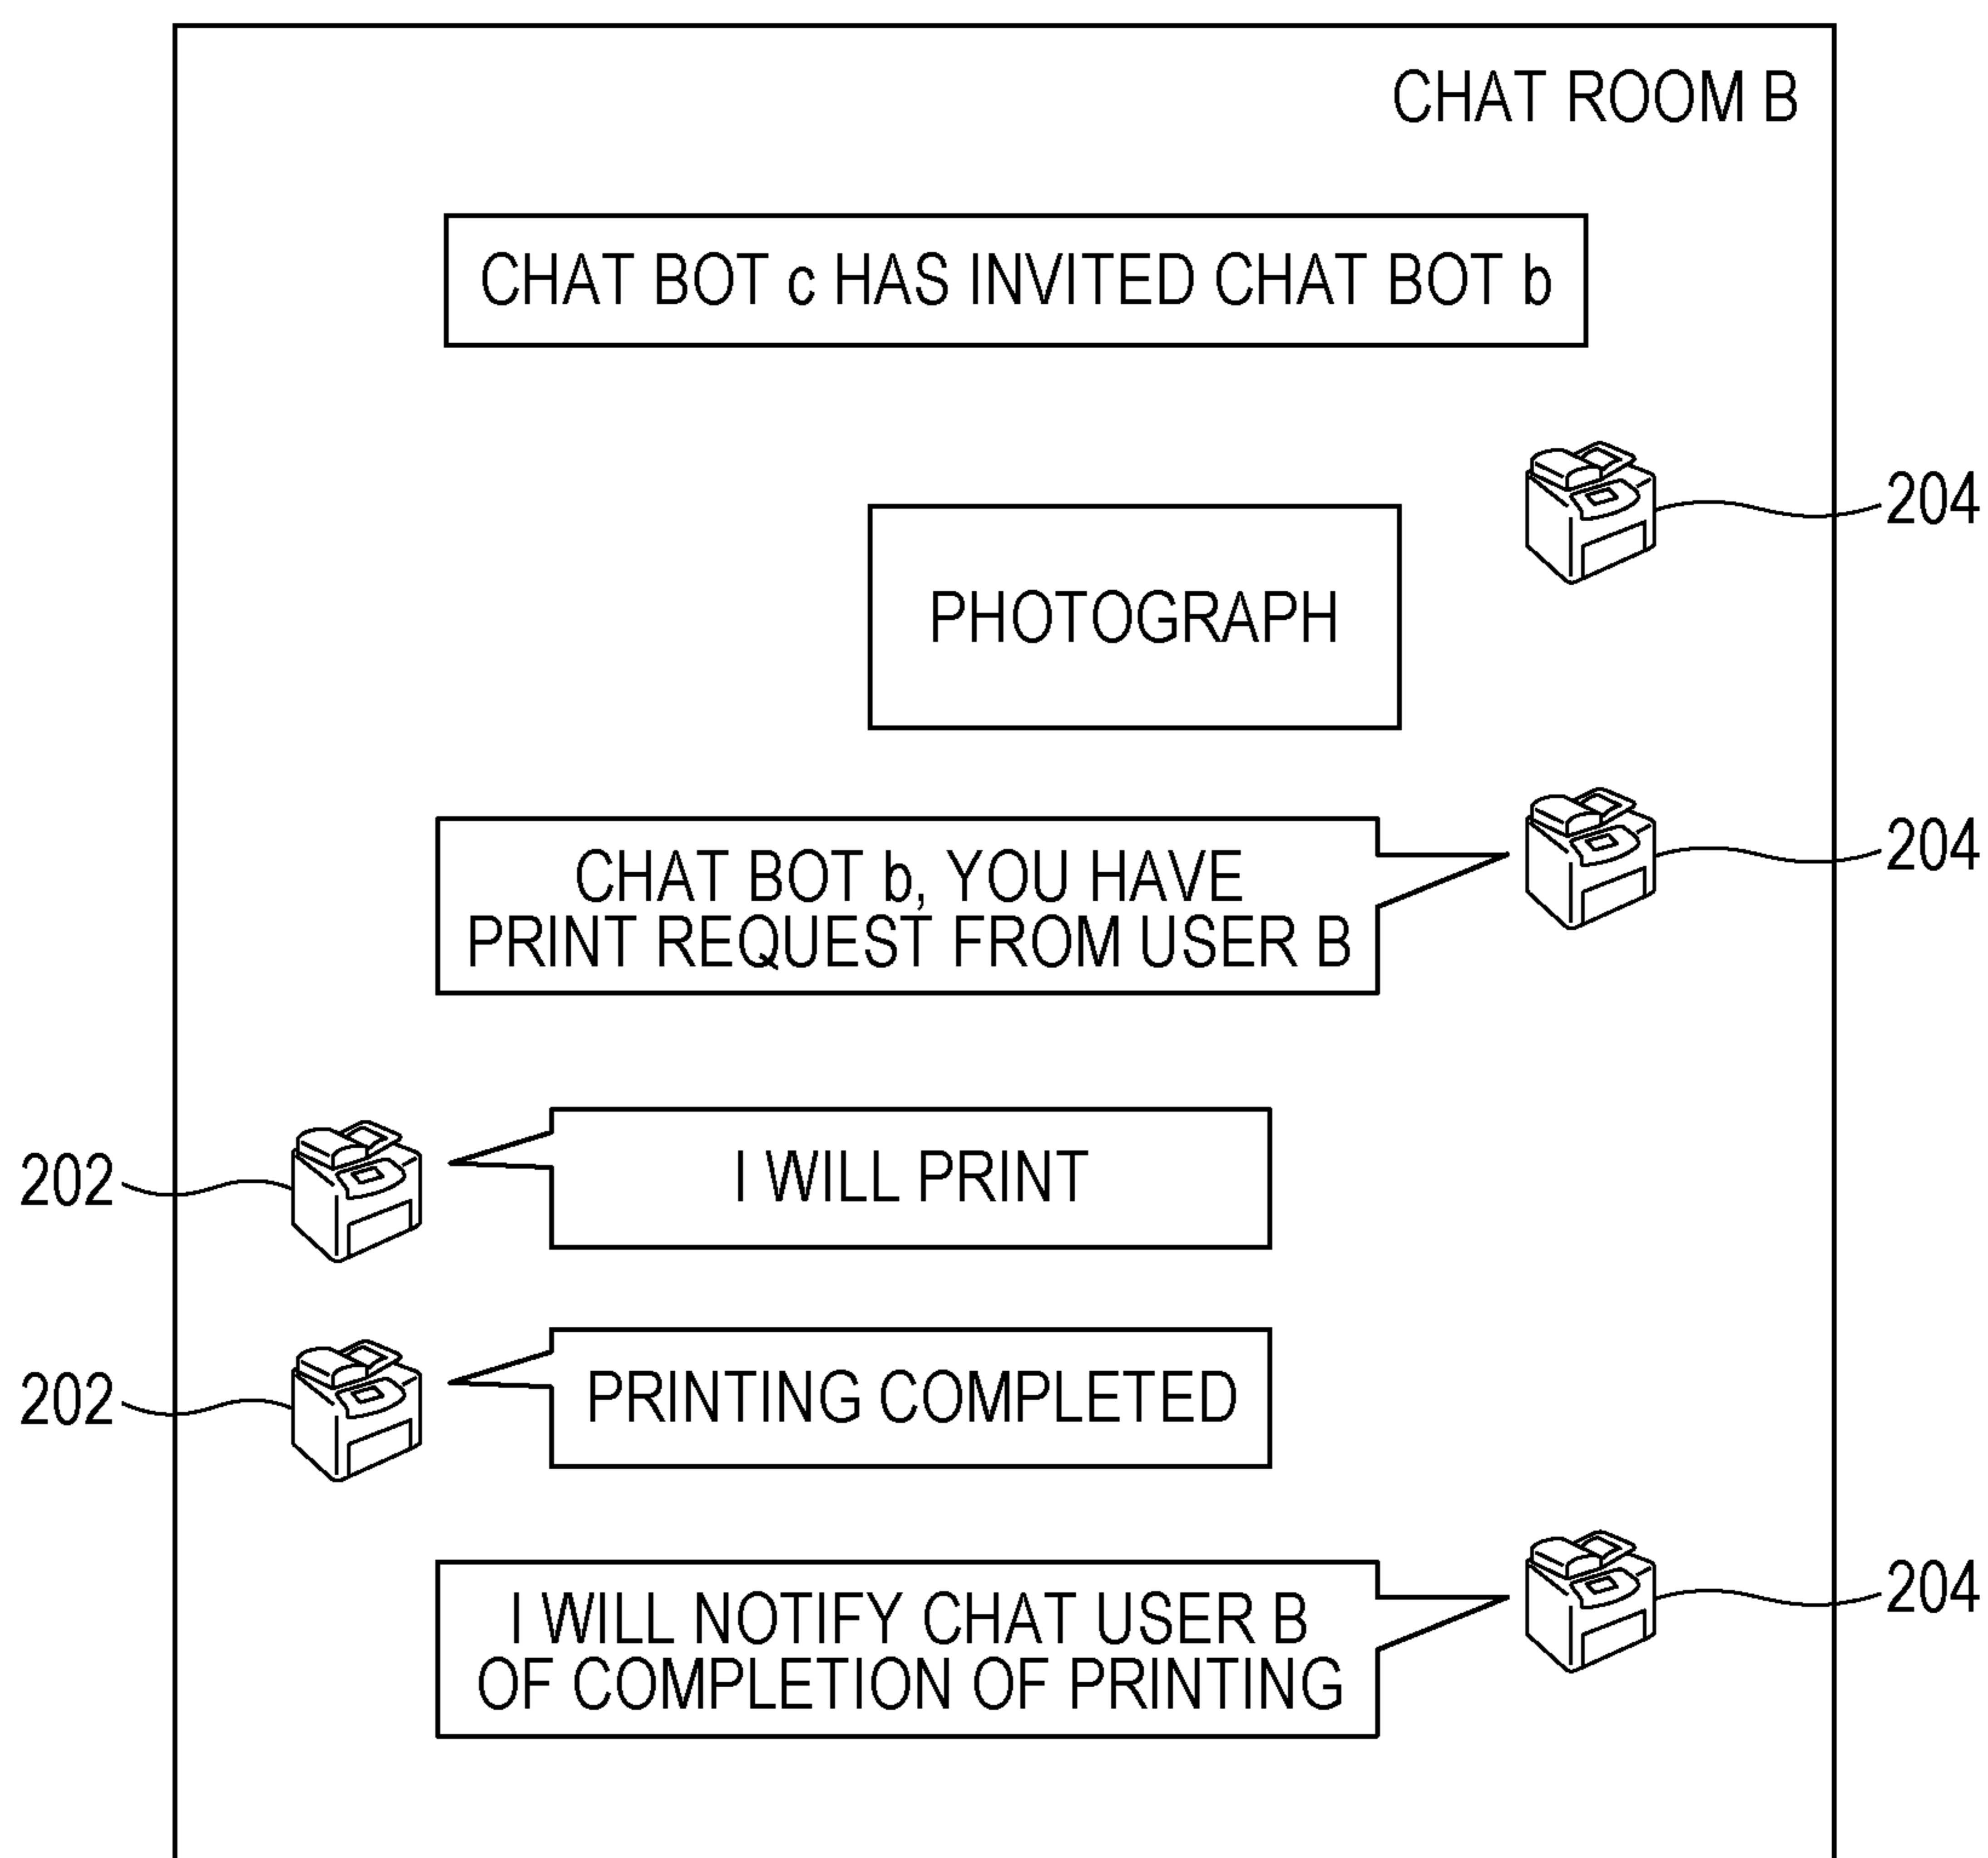 CHAT ROOM B
CHAT BOT c HAS INVITED CHAT BOT b
204
PHOTOGRAPH
204
CHAT BOT b, YOU HAVE
PRINT REQUEST FROM USER B
202
I WILL PRINT
202
PRINTING COMPLETED
204
I WILL NOTIFY CHAT USER B
OF COMPLETION OF PRINTING